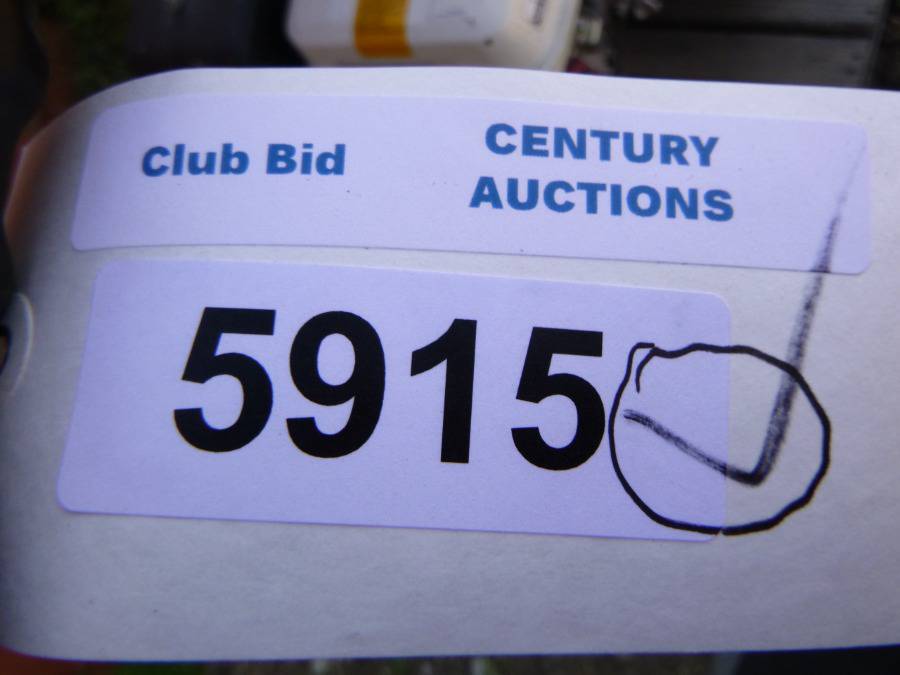 Club Bid
CENTURY
AUCTIONS
5915